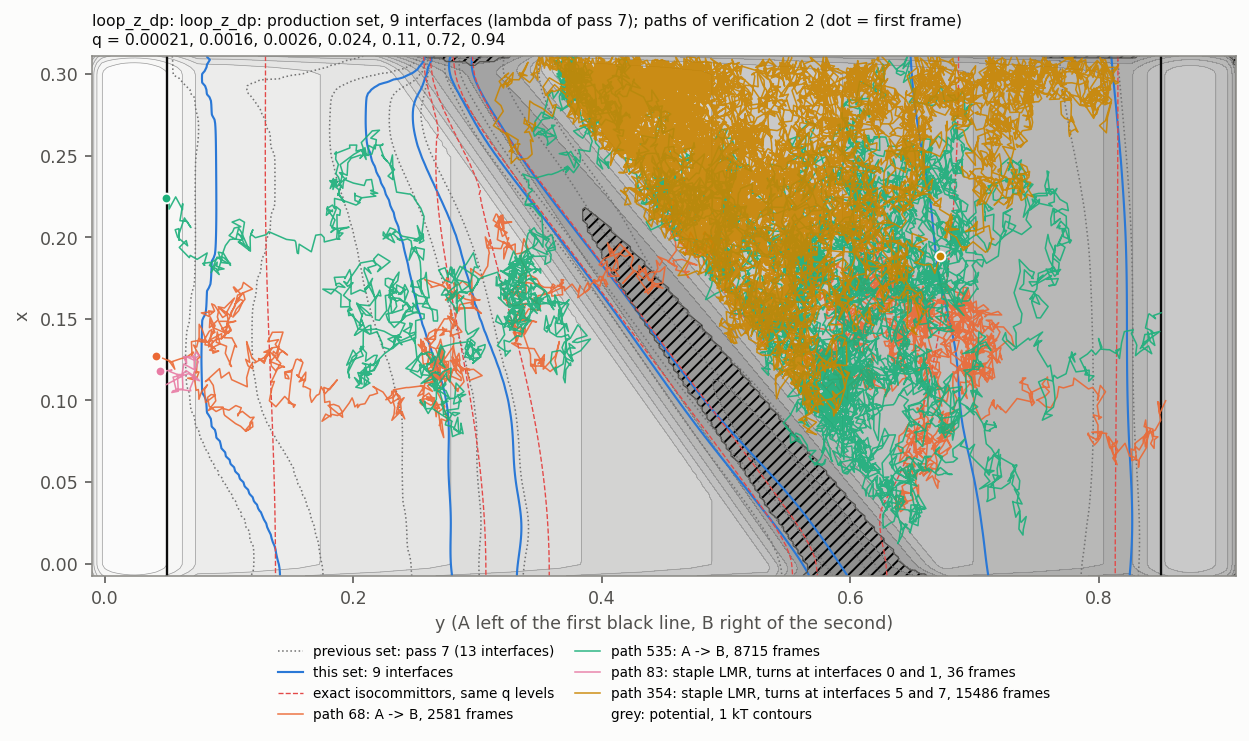 loop_z_dp: loop_z_dp: production set, 9 interfaces (lambda of pass 7); paths of verification 2 (dot = first frame)
q = 0.00021, 0.0016, 0.0026, 0.024, 0.11, 0.72, 0.94
0.30
0.25
0.20
0.15
0.10
0.05
0.00
x
0.0
0.2
0.4
0.6
0.8
y (A left of the first black line, B right of the second)
previous set: pass 7 (13 interfaces)
this set: 9 interfaces
exact isocommittors, same q levels
path 68: A -> B, 2581 frames
path 535: A -> B, 8715 frames
path 83: staple LMR, turns at interfaces 0 and 1, 36 frames
path 354: staple LMR, turns at interfaces 5 and 7, 15486 frames
grey: potential, 1 kT contours